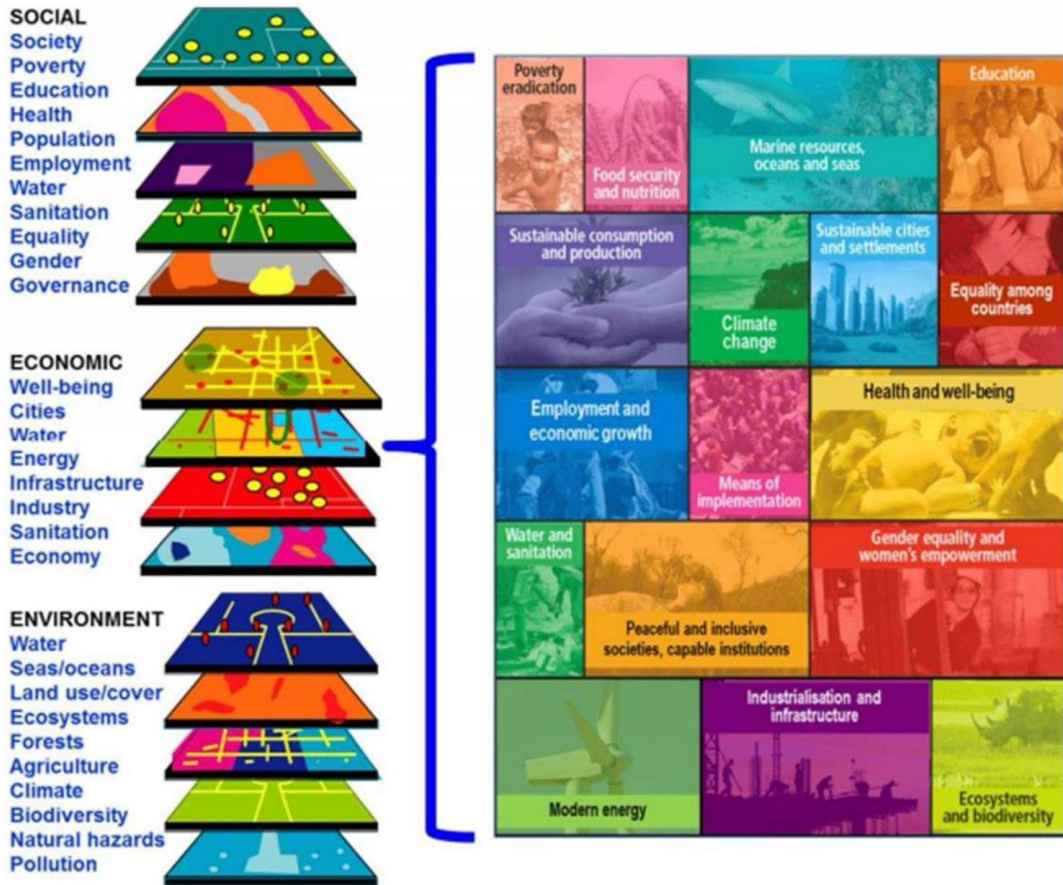 SOCIAL
Society
Poverty
Education
Health
Population
Employment
Water
Sanitation
Equality
Gender
Governance
ECONOMIC
Well-being
Cities
Water
Energy
Infrastructure
Industry
Sanitation
Economy
ENVIRONMENT
Water
Seas/oceans
Land use/cover
Ecosystems
Forests
Agriculture
Climate
Biodiversity
Natural hazards
Pollution
Poverty
eradication
Food security
and nutrition
Marine resources,
oceans and seas
Education
Sustainable consumption
and production
Climate
change
Sustainable cities
and settlements
Equality among
countries
Employment and
economic growth
Means of
implementation
Health and well-being
Water and
sanitation
Peaceful and inclusive
societies, capable institutions
Gender equality and
women's empowerment
Modern energy
Industrialisation and
infrastructure
Ecosystems
and biodiversity